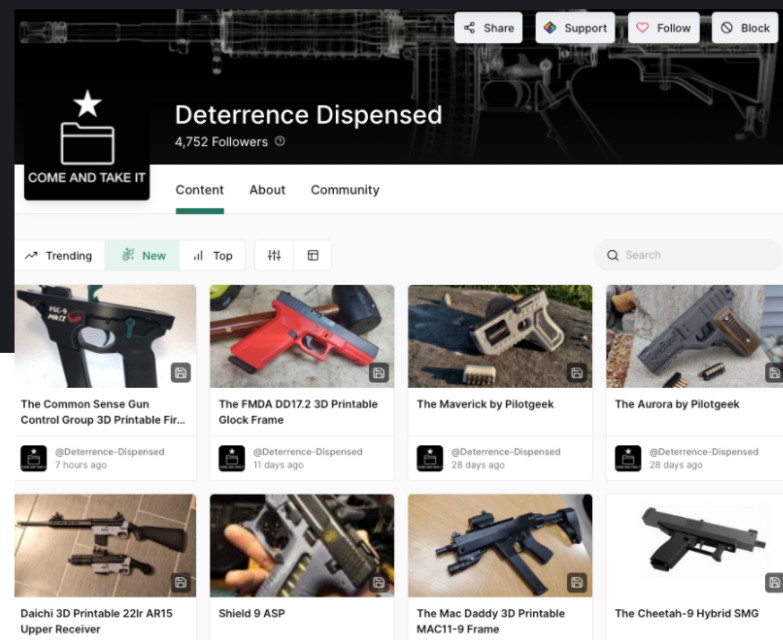 Share
Support
Follow
Block
Deterrence Dispensed
4,752 Followers
COME AND TAKE IT
Content
About
Community
Trending
New
Top
Search
FGC-9
MKII
The Common Sense Gun
Control Group 3D Printable Fir...
@Deterrence-Dispensed
7 hours ago
The FMDA DD17.2 3D Printable
Glock Frame
@Deterrence-Dispensed
11 days ago
The Maverick by Pilotgeek
@Deterrence-Dispensed
28 days ago
The Aurora by Pilotgeek
@Deterrence-Dispensed
28 days ago
Daichi 3D Printable 22lr AR15
Upper Receiver
Shield 9 ASP
The Mac Daddy 3D Printable
MAC11-9 Frame
The Cheetah-9 Hybrid SMG